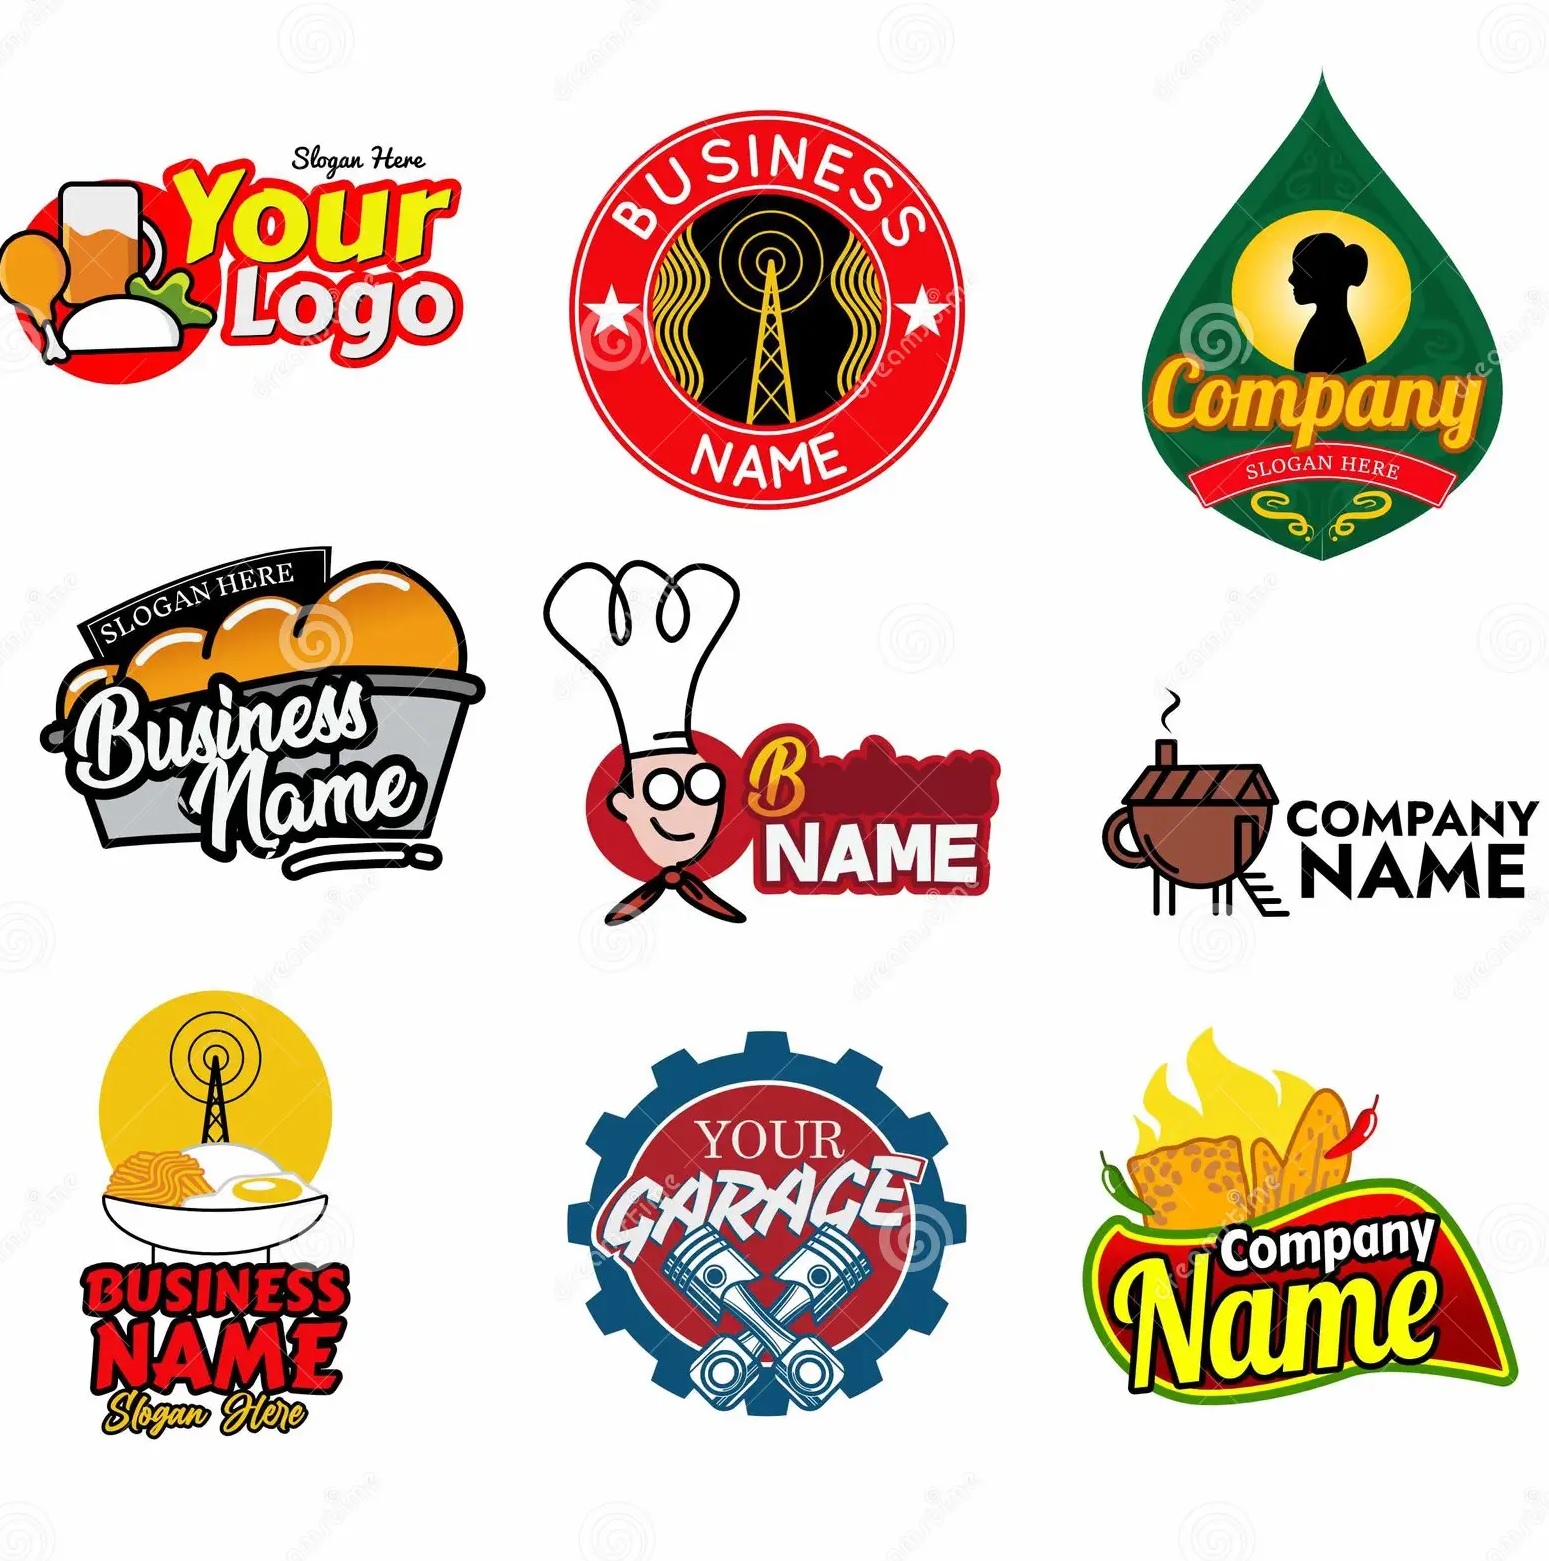 Slogan Here
Your
Logo
BUSINESS
NAME
Company
SLOGAN HERE
SLOGAN HERE
Business
Name
B
NAME
COMPANY
NAME
BUSINESS
NAME
Slogan Here
YOUR
GARAGE
Company
Name
dreamstime